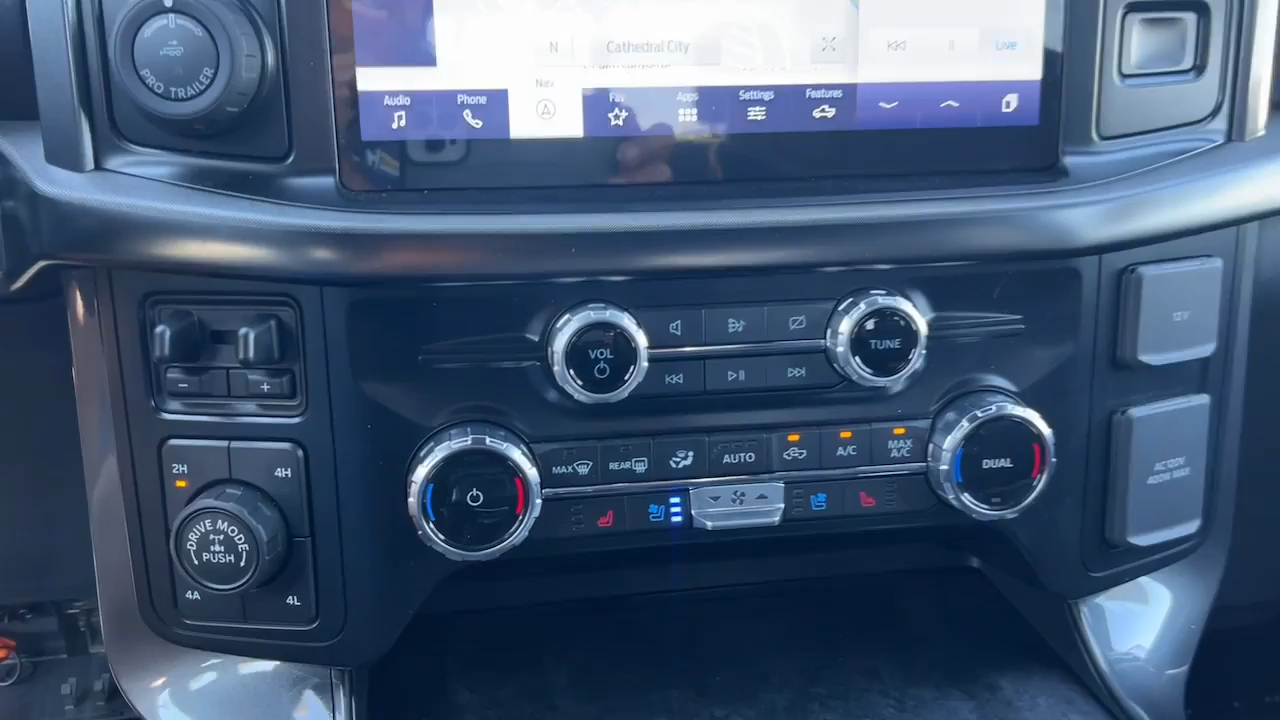 PRO TRAILER
N
Cathedral City
Live
Audio
Phone
Nav
Fav
Apps
Settings
Features
VOL
TUNE
12V
-
+
2H
4H
DRIVE MODE
PUSH
4A
4L
MAX
REAR
AUTO
A/C
MAX
A/C
DUAL
AC120V
400W MAX